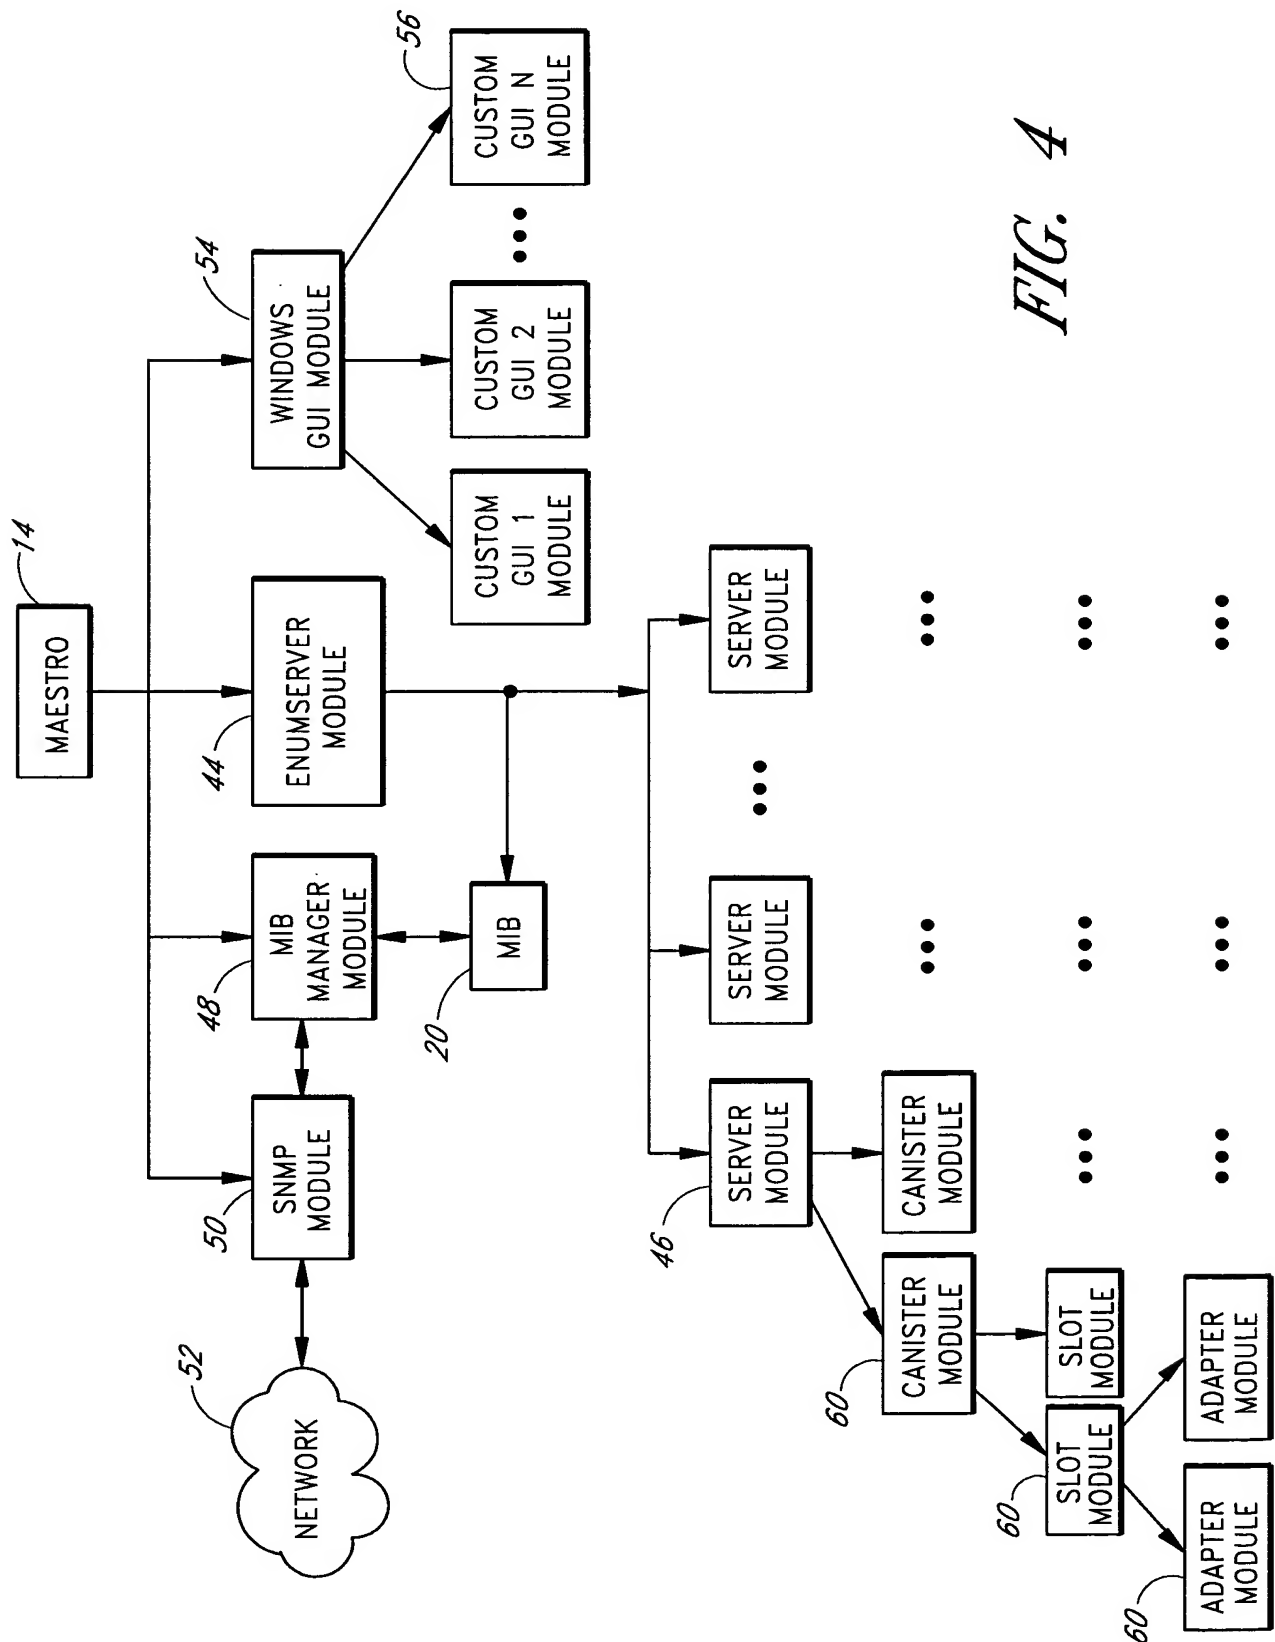 MAESTRO
14
SNMP
MODULE
50
MIB
MANAGER
MODULE
48
ENUMSERVER
MODULE
44
WINDOWS
GUI MODULE
54
NETWORK
52
MIB
20
CUSTOM
GUI 1
MODULE
CUSTOM
GUI 2
MODULE
•••
CUSTOM
GUI N
MODULE
56
SERVER
MODULE
46
SERVER
MODULE
•••
SERVER
MODULE
CANISTER
MODULE
60
CANISTER
MODULE
•••
•••
SLOT
MODULE
60
SLOT
MODULE
•••
•••
•••
ADAPTER
MODULE
60
ADAPTER
MODULE
•••
•••
•••
FIG. 4